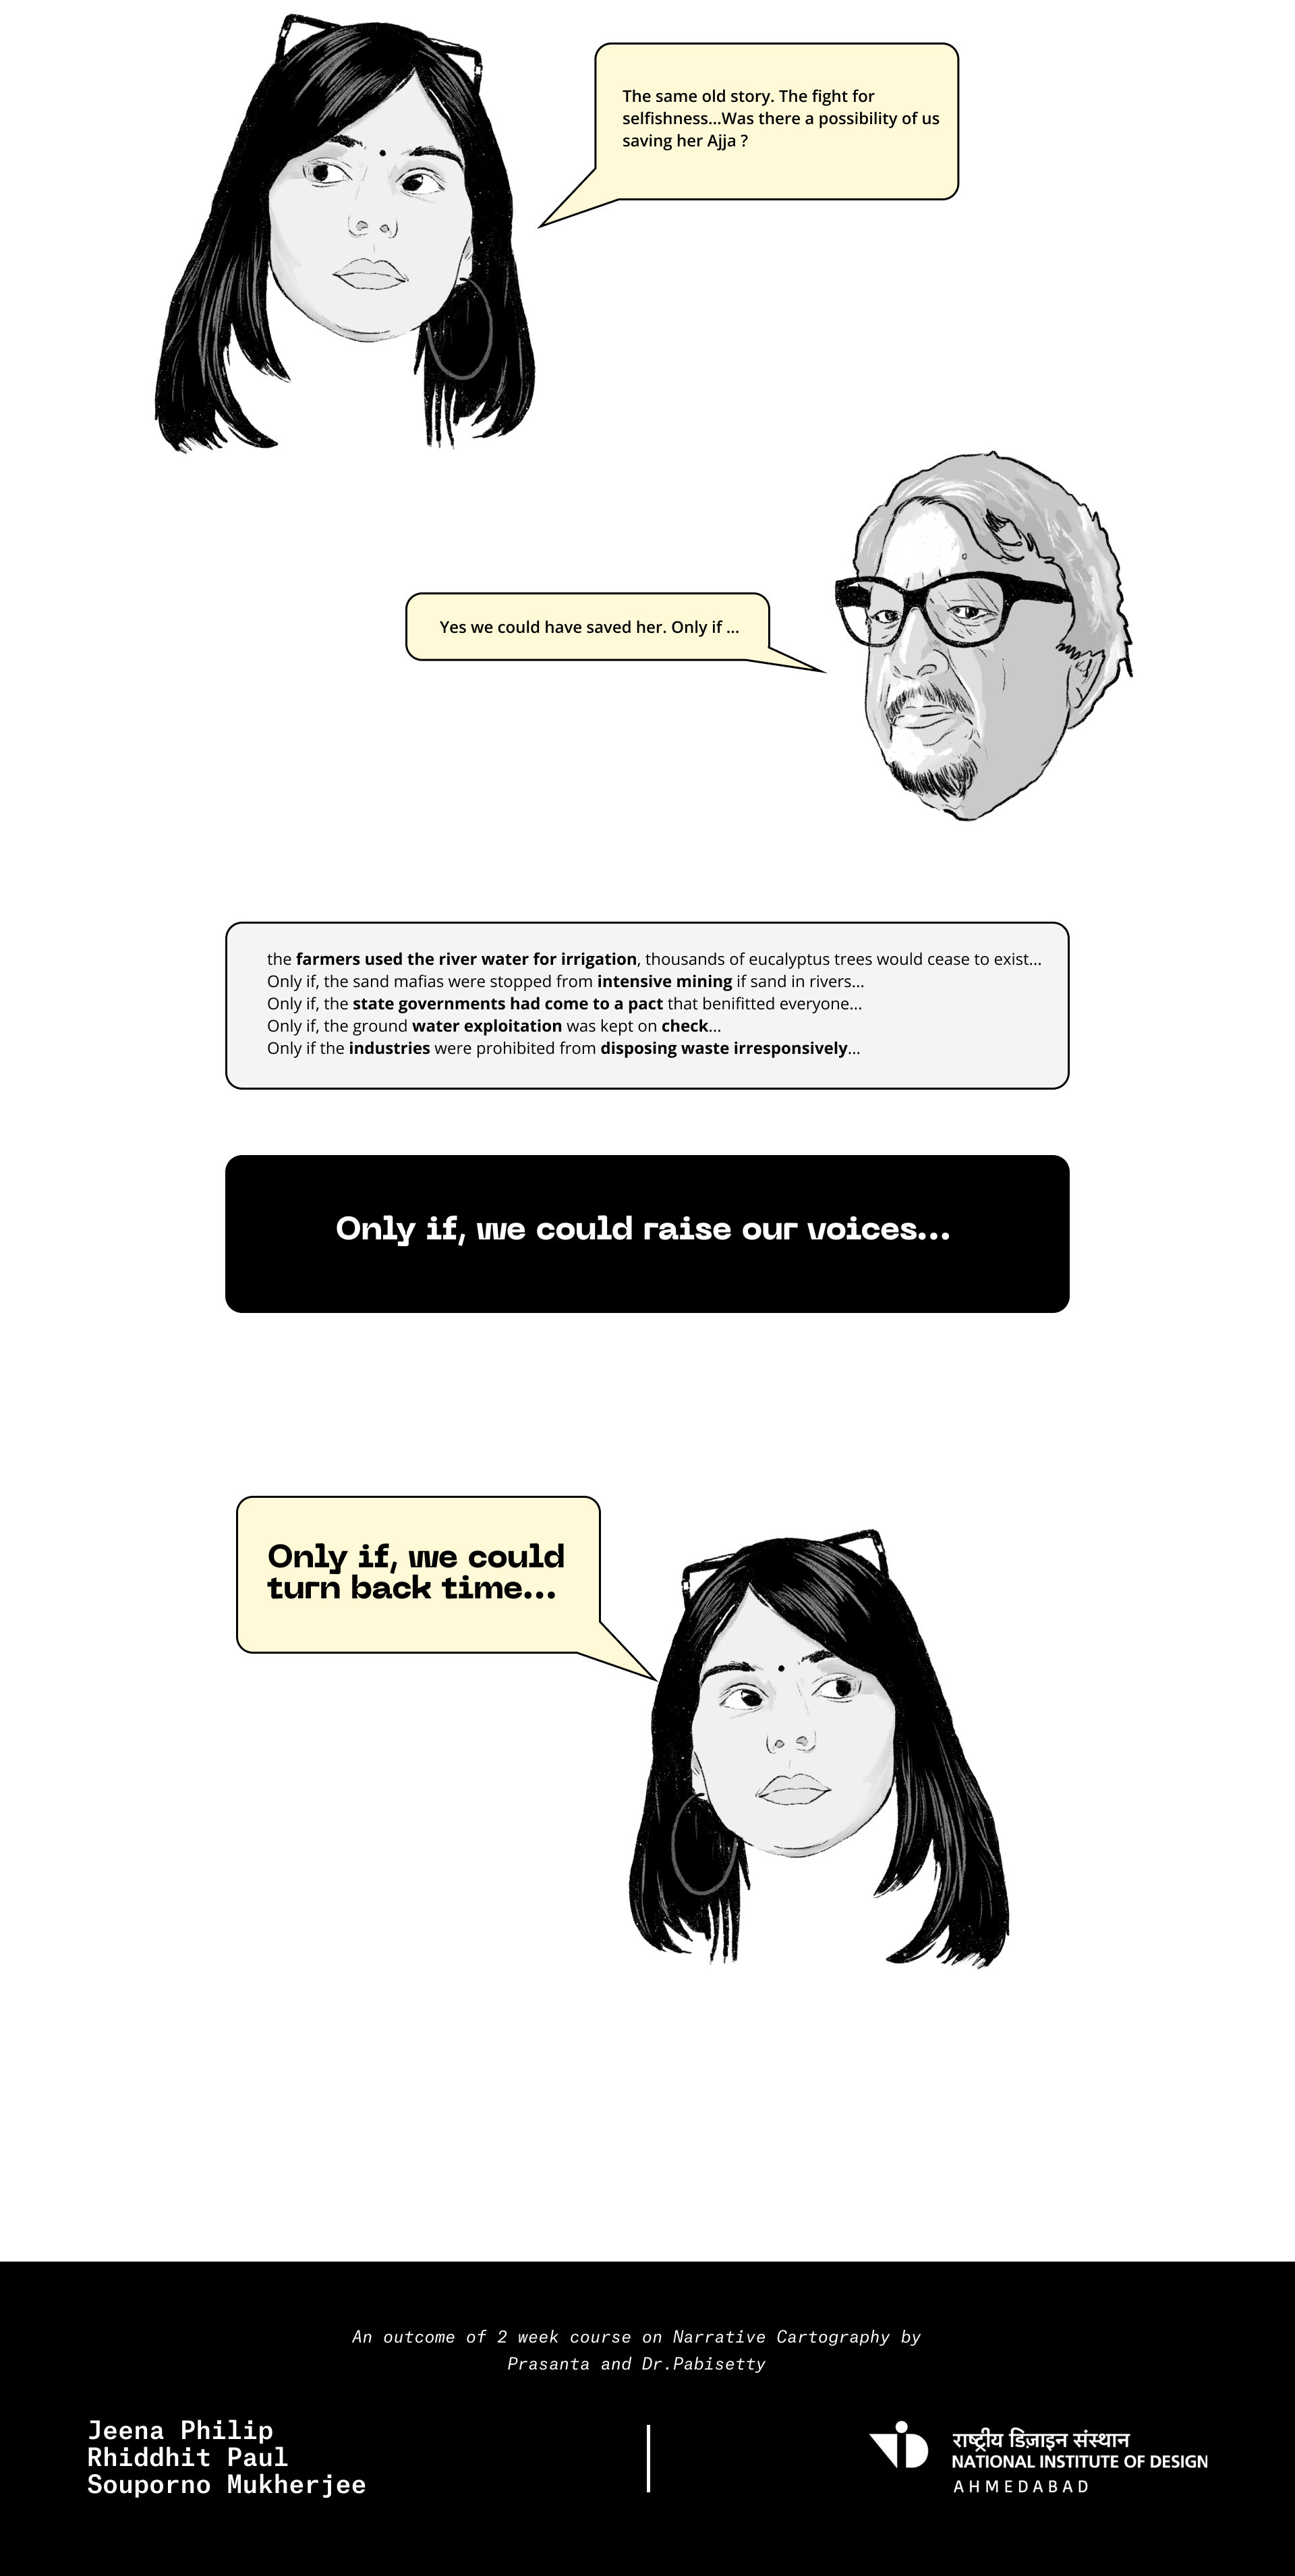 The same old story. The fight for
selfishness...Was there a possibility of us
saving her Ajja ?
Yes we could have saved her. Only if ...
the farmers used the river water for irrigation, thousands of eucalyptus trees would cease to exist...
Only if, the sand mafias were stopped from intensive mining if sand in rivers...
Only if, the state governments had come to a pact that benifitted everyone...
Only if, the ground water exploitation was kept on check...
Only if the industries were prohibited from disposing waste irresponsively...
Only if, we could raise our voices...
Only if, we could
turn back time...
An outcome of 2 week course on Narrative Cartography by
Prasanta and Dr.Pabisetty
Jeena Philip
Rhiddhit Paul
Souporno Mukherjee
राष्ट्रीय डिज़ाइन संस्थान
NATIONAL INSTITUTE OF DESIGN
AHMEDABAD